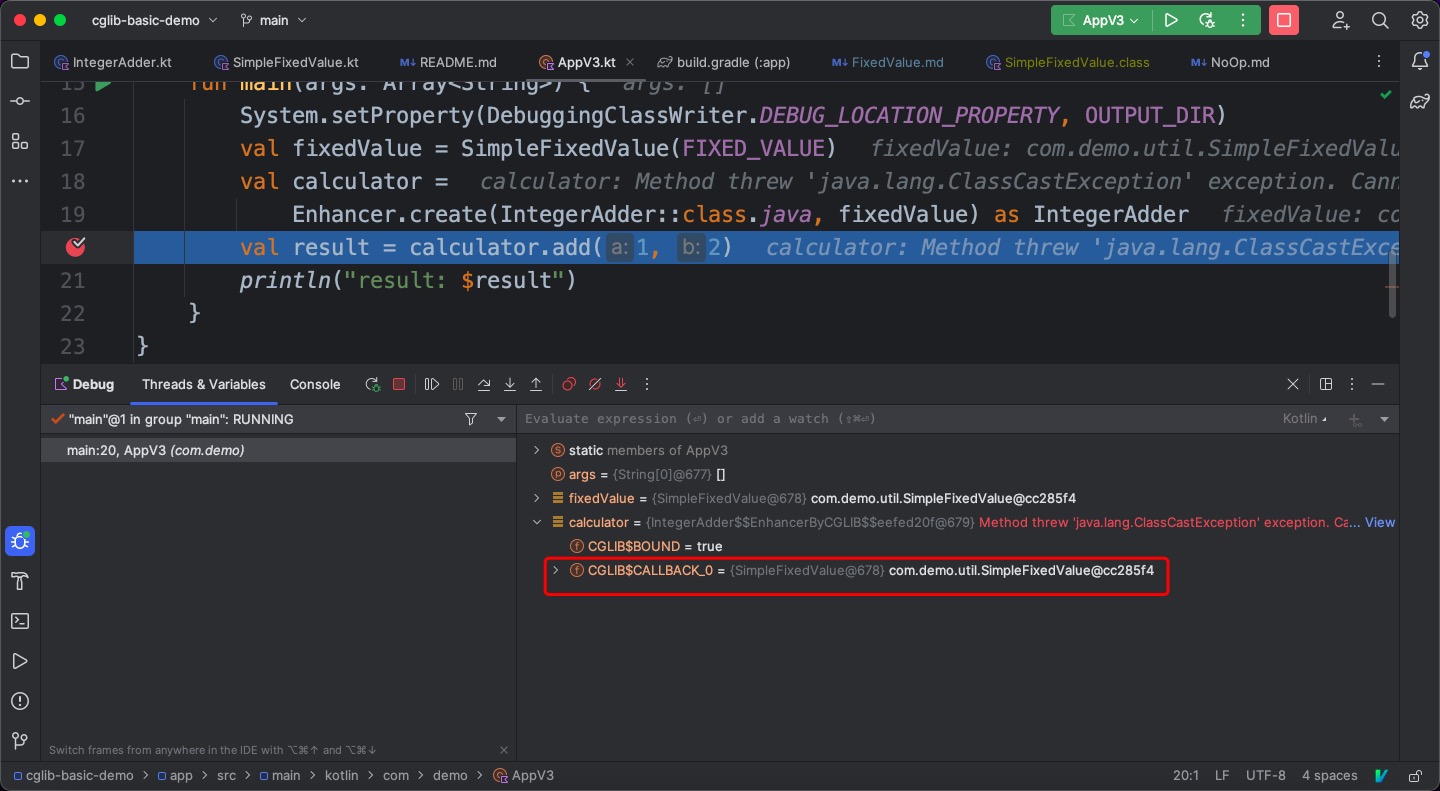 cglib-basic-demo main AppV3
IntegerAdder.kt SimpleFixedValue.kt README.md AppV3.kt build.gradle (:app) FixedValue.md SimpleFixedValue.class NoOp.md
15 fun main(args: Array<String>) { args: []
16 System.setProperty(DebuggingClassWriter.DEBUG_LOCATION_PROPERTY, OUTPUT_DIR)
17 val fixedValue = SimpleFixedValue(FIXED_VALUE) fixedValue: com.demo.util.SimpleFixedValu
18 val calculator = calculator: Method threw 'java.lang.ClassCastException' exception. Cann
19 Enhancer.create(IntegerAdder::class.java, fixedValue) as IntegerAdder fixedValue: co
val result = calculator.add( a: 1, b: 2) calculator: Method threw 'java.lang.ClassCastExce
21 println("result: $result")
22 }
23 }
Debug Threads & Variables Console
"main"@1 in group "main": RUNNING
Evaluate expression (⏎) or add a watch (⇧⌘⏎) Kotlin
main:20, AppV3 (com.demo)
static members of AppV3
args = {String[0]@677} []
fixedValue = {SimpleFixedValue@678} com.demo.util.SimpleFixedValue@cc285f4
calculator = {IntegerAdder$$EnhancerByCGLIB$$eefed20f@679} Method threw 'java.lang.ClassCastException' exception. Ca... View
CGLIB$BOUND = true
CGLIB$CALLBACK_0 = {SimpleFixedValue@678} com.demo.util.SimpleFixedValue@cc285f4
Switch frames from anywhere in the IDE with ⌥⌘↑ and ⌥⌘↓
cglib-basic-demo > app > src > main > kotlin > com > demo > AppV3 20:1 LF UTF-8 4 spaces